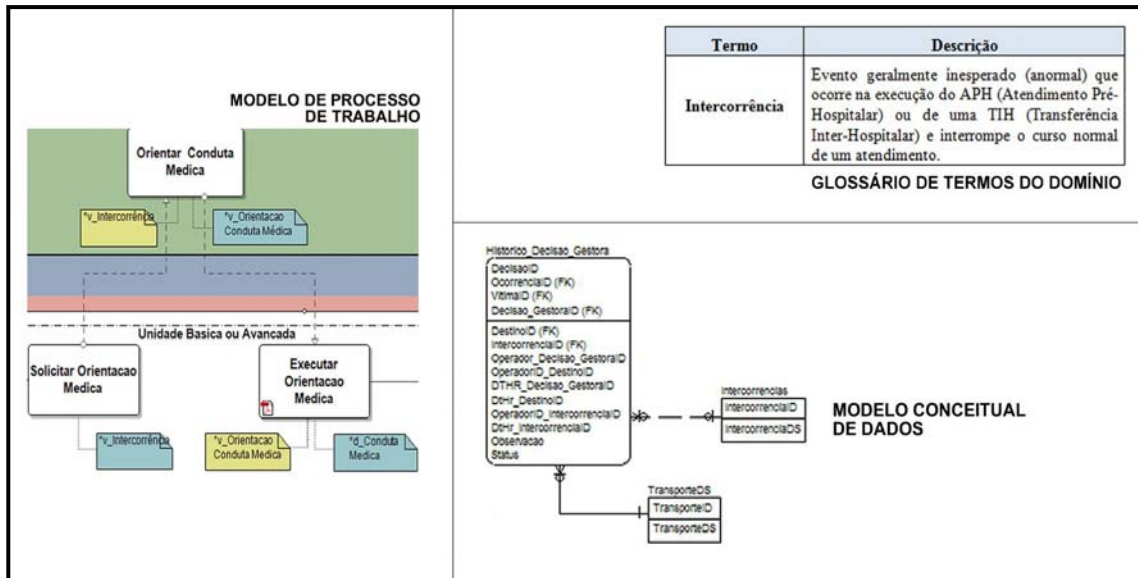 MODELO DE PROCESSO
DE TRABALHO
Orientar Conduta
Medica
*v_Intercorrência
*v_Orientacao
Conduta Médica
Unidade Basica ou Avancada
Solicitar Orientacao
Medica
Executar
Orientacao
Medica
*v_Intercorrência
*v_Orientacao
Conduta Medica
*d_Conduta
Medica
Termo
Descrição
Intercorrência
Evento geralmente inesperado (anormal) que
ocorre na execução do APH (Atendimento Pré-
Hospitalar) ou de uma TIH (Transferência
Inter-Hospitalar) e interrompe o curso normal
de um atendimento.
GLOSSÁRIO DE TERMOS DO DOMÍNIO
Historico_Decisao_Gestora
DecisaoID
OcorrenciaID (FK)
VitimaID (FK)
Decisao_GestoraID (FK)
DestinoID (FK)
IntercorrenciaID (FK)
Operador_Decisao_GestoraID
OperadorID_DestinoID
DTHR_Decisao_GestoraID
DtHr_DestinoID
OperadorID_IntercorrenciaID
DtHr_IntercorrenciaID
Observacao
Status
Intercorrencias
IntercorrenciaID
IntercorrenciaDS
MODELO CONCEITUAL
DE DADOS
TransporteDS
TransporteID
TransporteDS